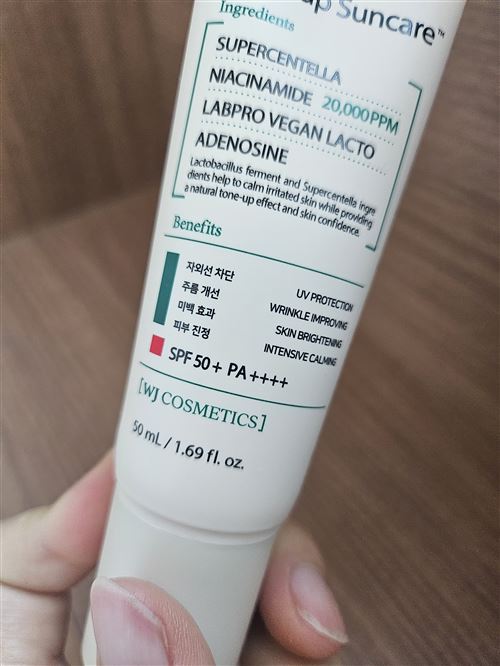 Suncare™
Ingredients
SUPERCENTELLA
NIACINAMIDE 20,000PPM
LABPRO VEGAN LACTO
ADENOSINE
Lactobacillus ferment and Supercentella ingre
dients help to calm irritated skin while providing
a natural tone-up effect and skin confidence.
Benefits
자외선 차단 UV PROTECTION
주름 개선 WRINKLE IMPROVING
미백 효과 SKIN BRIGHTENING
피부 진정 INTENSIVE CALMING
SPF 50+ PA++++
[WJ COSMETICS]
50 mL / 1.69 fl. oz.